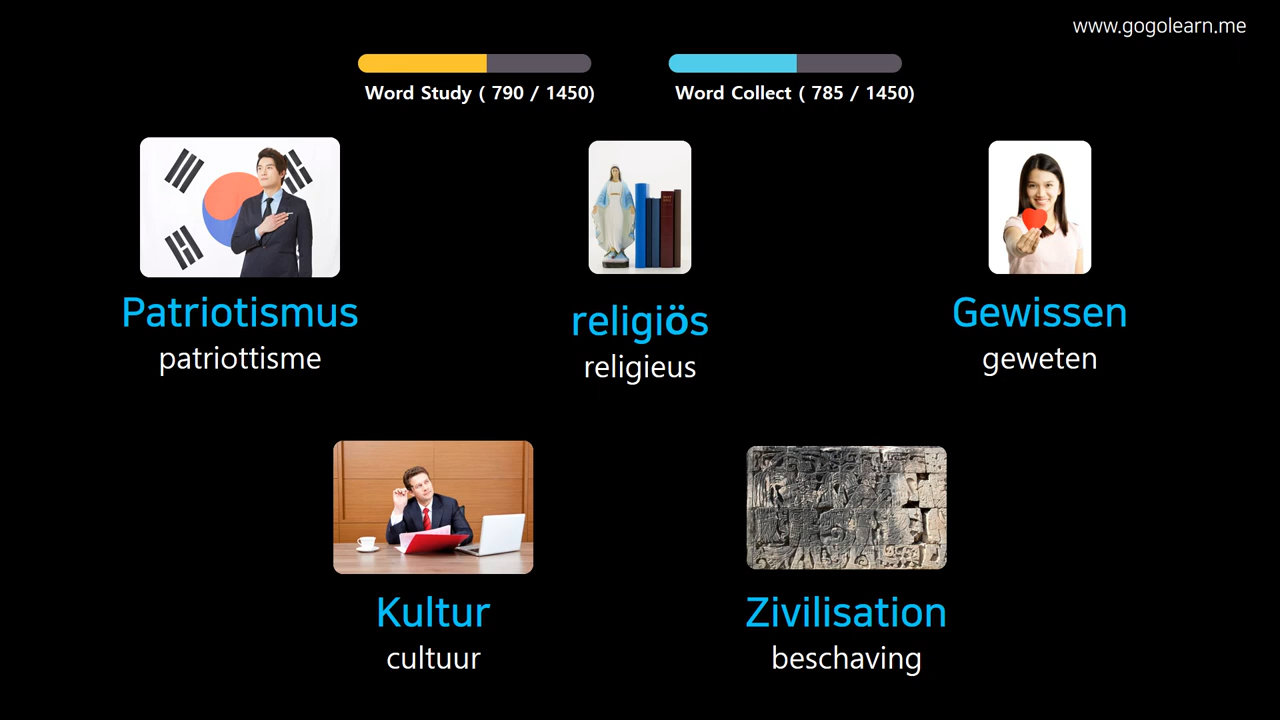 www.gogolearn.me
Word Study ( 790 / 1450)
Word Collect ( 785 / 1450)
Patriotismus
patriottisme
religiös
religieus
Gewissen
geweten
Kultur
cultuur
Zivilisation
beschaving